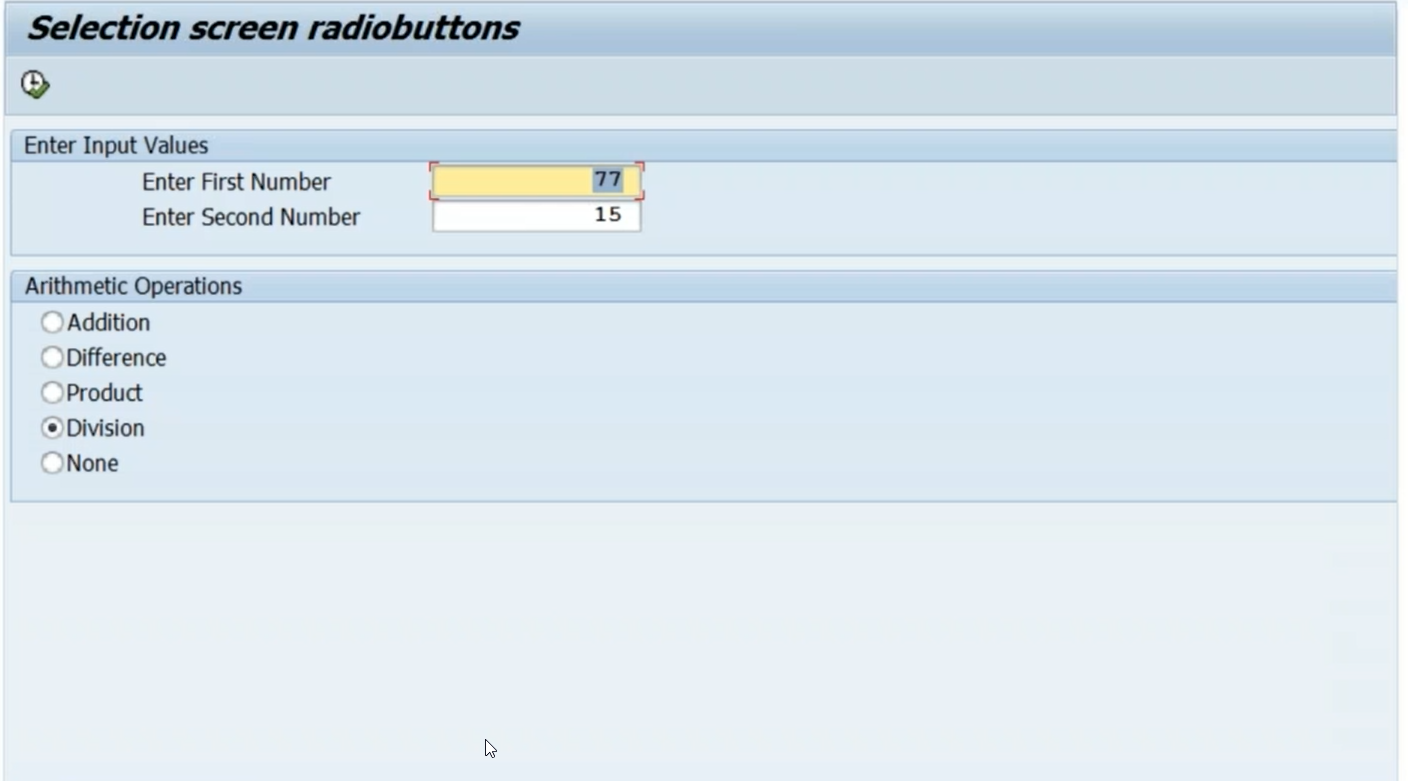 Selection screen radiobuttons
Enter Input Values
Enter First Number 77
Enter Second Number 15
Arithmetic Operations
Addition
Difference
Product
Division
None